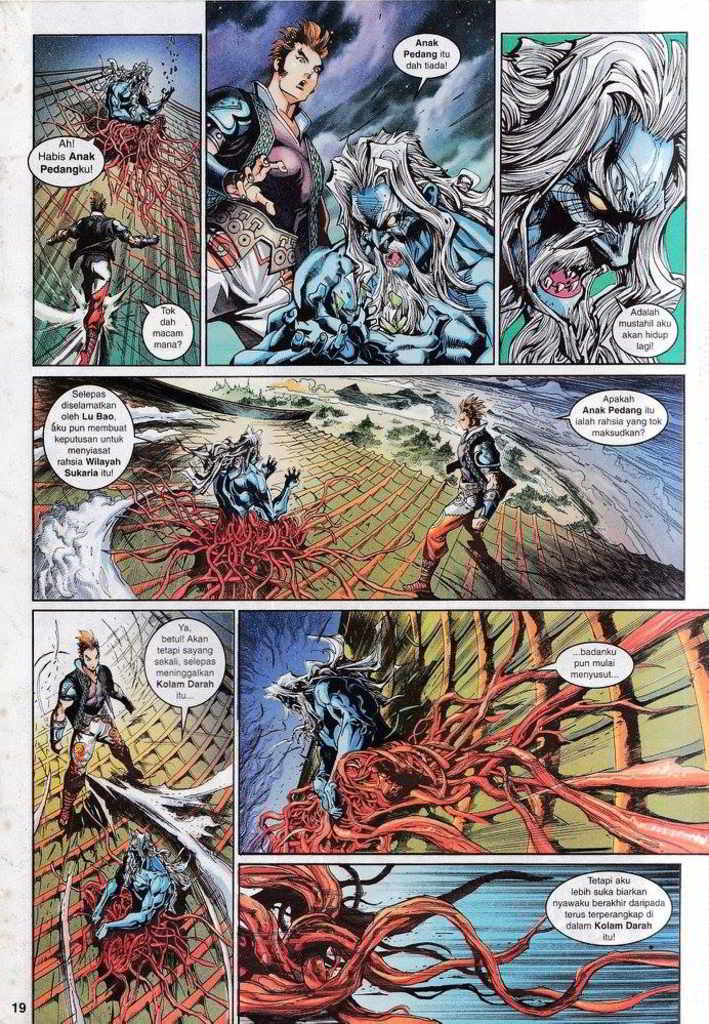 Ah!
Habis Anak
Pedangku!
Tok
dah
macam
mana?
Anak
Pedang itu
dah tiada!
Adalah
mustahil aku
akan hidup
lagi!
Selepas
diselamatkan
oleh Lu Bao,
aku pun membuat
keputusan untuk
menyiasat
rahsia Wilayah
Sukaria itu!
Apakah
Anak Pedang itu
ialah rahsia yang tok
maksudkan?
Ya,
betul! Akan
tetapi sayang
sekali, selepas
meninggalkan
Kolam Darah
itu...
...badanku
pun mulai
menyusut...
Tetapi aku
lebih suka biarkan
nyawaku berakhir daripada
terus terperangkap di
dalam Kolam Darah
itu!
19